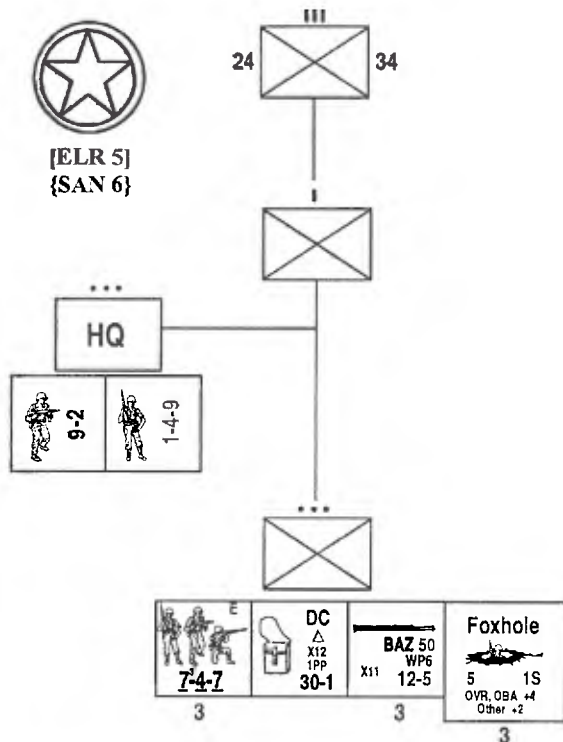 III
24 34
[ELR 5]
{SAN 6}
I
•••
HQ
9-2
1-4-9
•••
E
7-4-7
3
DC
△
X12
1PP
30-1
BAZ 50
WP6
X11
12-5
3
Foxhole
5 1S
OVR, OBA +4
Other +2
3